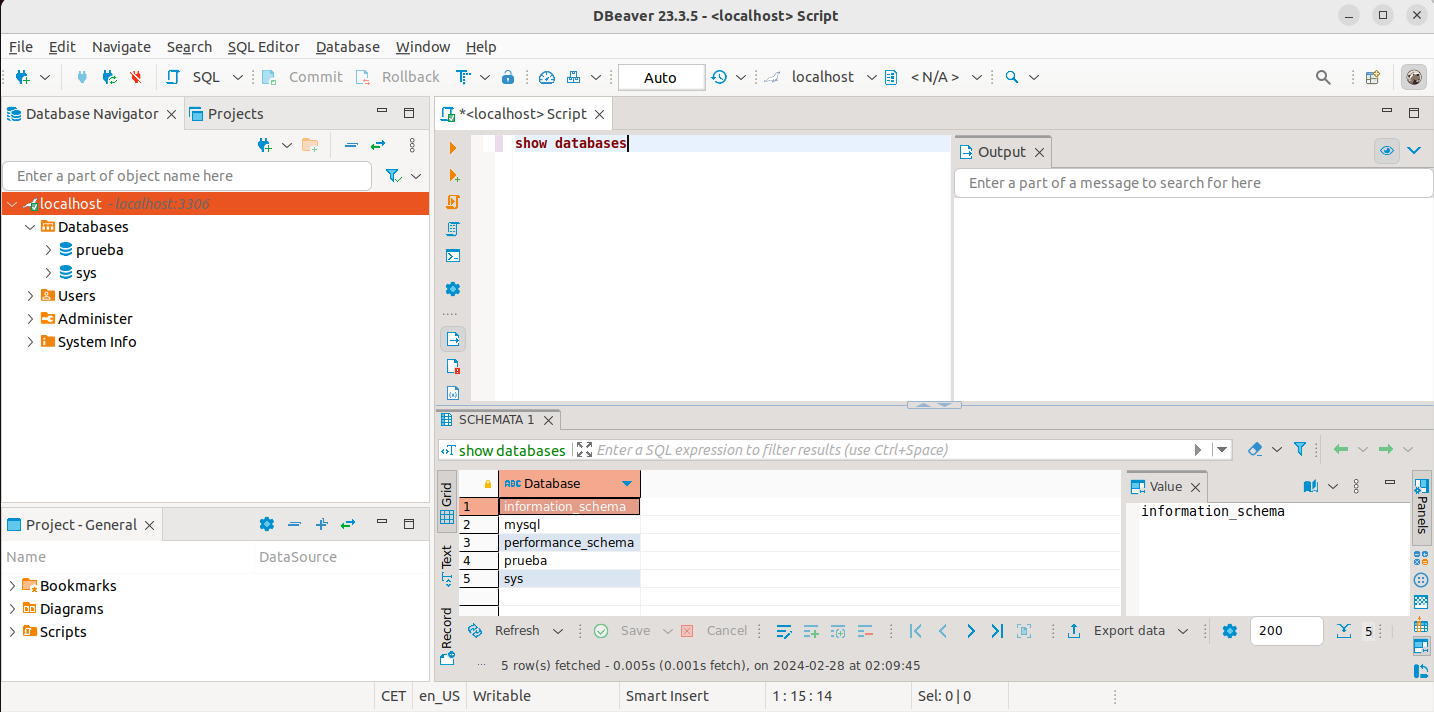 DBeaver 23.3.5 - <localhost> Script
File Edit Navigate Search SQL Editor Database Window Help
SQL Commit Rollback Auto localhost < N/A >
Database Navigator Projects
Enter a part of object name here
localhost - localhost:3306
Databases
prueba
sys
Users
Administer
System Info
Project - General
Name DataSource
Bookmarks
Diagrams
Scripts
*<localhost> Script
show databases
Output
Enter a part of a message to search for here
SCHEMATA 1
show databases Enter a SQL expression to filter results (use Ctrl+Space)
Grid
Text
Record
ABC Database
1 information_schema
2 mysql
3 performance_schema
4 prueba
5 sys
Value
information_schema
Panels
Refresh Save Cancel Export data 200 5
5 row(s) fetched - 0.005s (0.001s fetch), on 2024-02-28 at 02:09:45
CET en_US Writable Smart Insert 1 : 15 : 14 Sel: 0 | 0